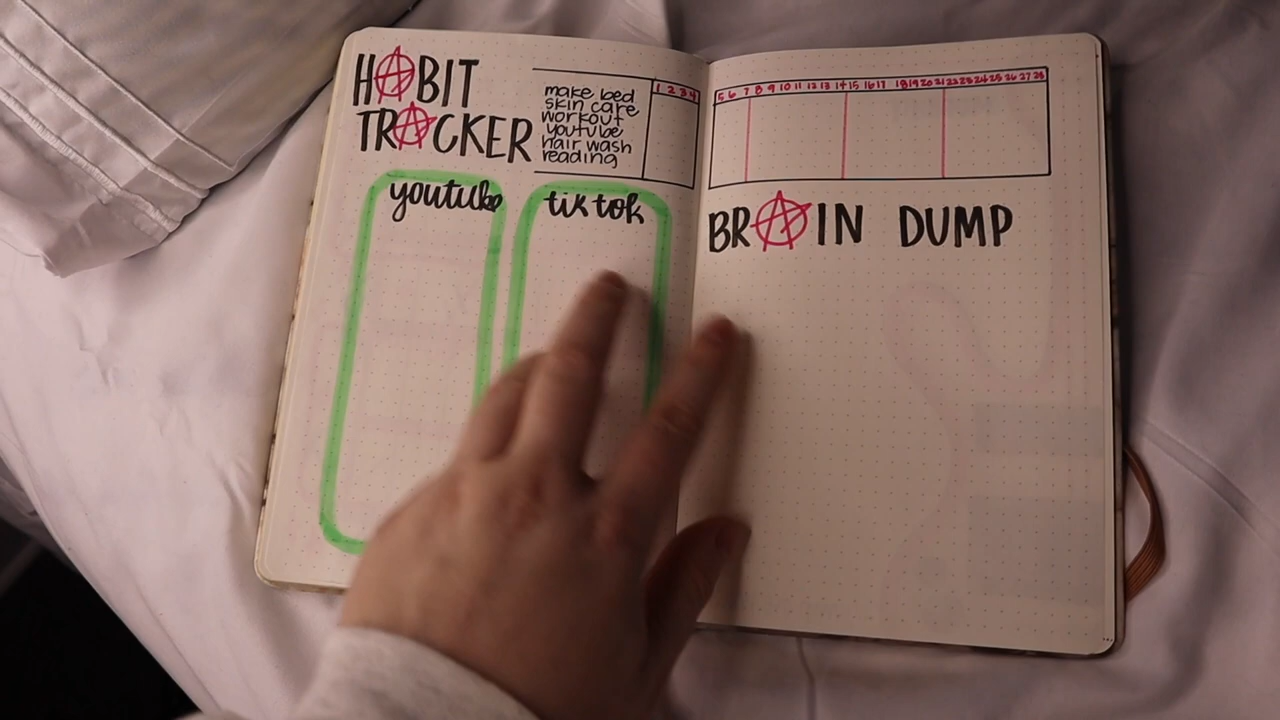 HABIT
TRACKER
make bed
skin care
workout
youtube
hair wash
reading
1 2 3 4
5 6 7 8 9 10 11 12 13 14 15 16 17 18 19 20 21 22 23 24 25 26 27 28
youtube
tik tok
BRAIN DUMP